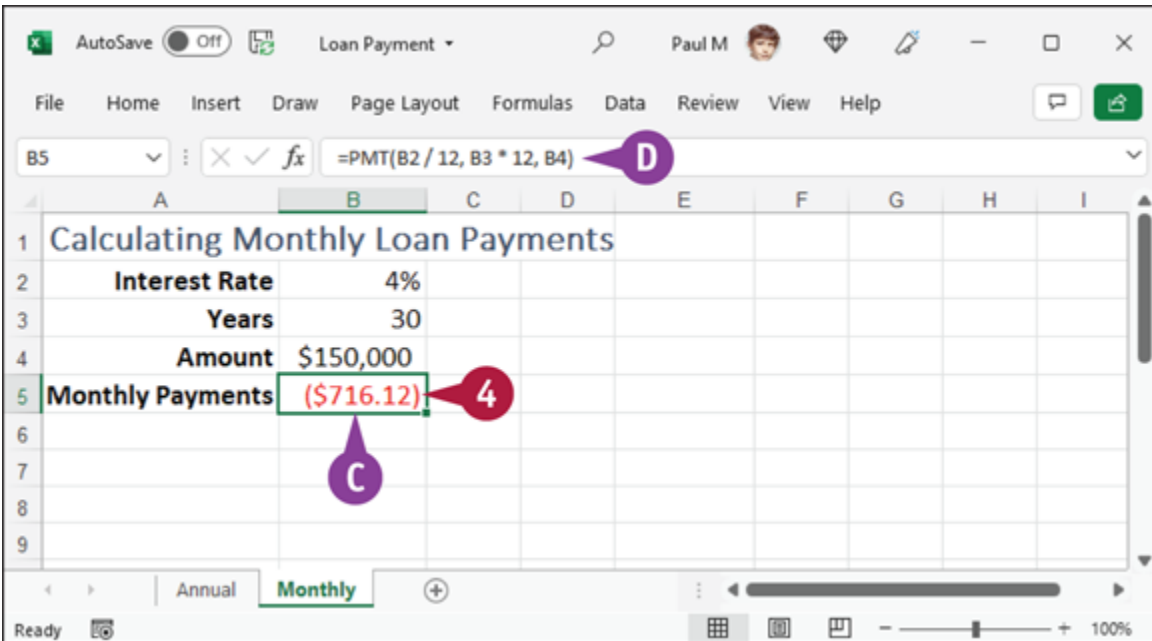 AutoSave Off Loan Payment Paul M
File Home Insert Draw Page Layout Formulas Data Review View Help
B5 fx =PMT(B2 / 12, B3 * 12, B4) D
A B C D E F G H I
1 Calculating Monthly Loan Payments
2 Interest Rate 4%
3 Years 30
4 Amount $150,000
5 Monthly Payments ($716.12) 4
6
C
7
8
9
Annual Monthly
Ready 100%